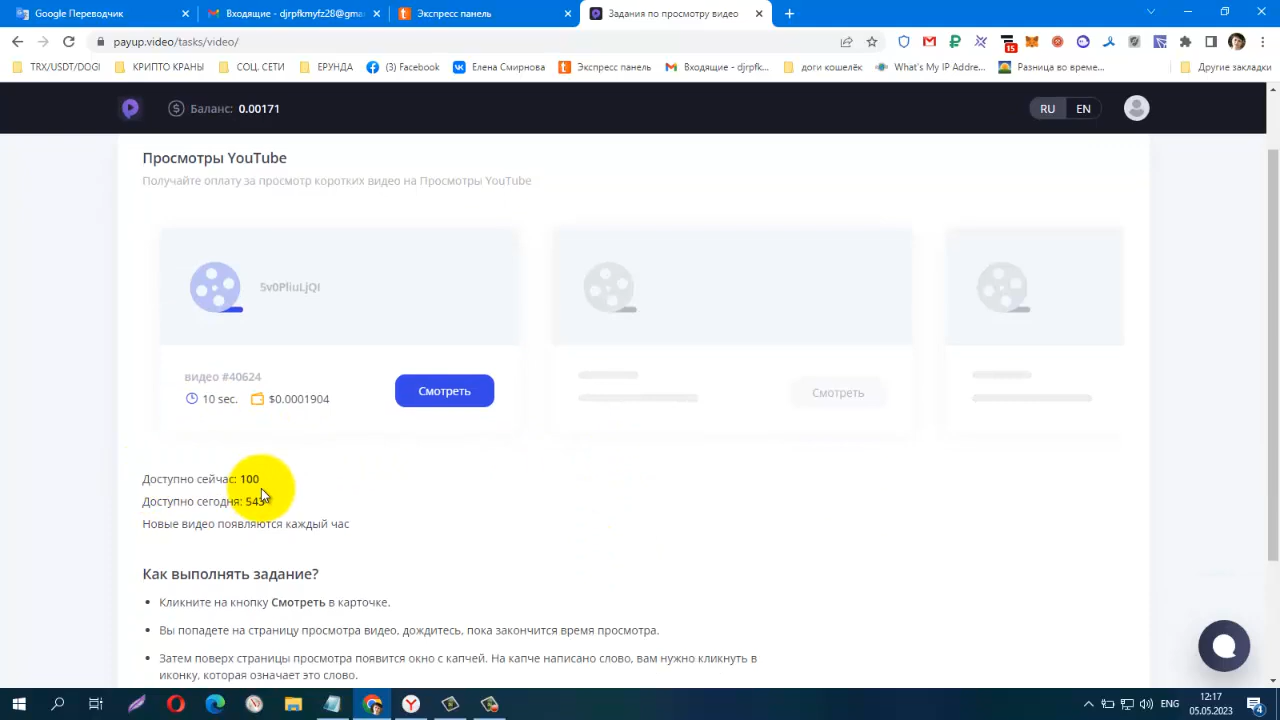 Google Переводчик
Входящие - djrpfkmyfz28@gma
Экспресс панель
Задания по просмотру видео
payup.video/tasks/video/
15
TRX/USDT/DOGI
КРИПТО КРАНЫ
СОЦ. СЕТИ
ЕРУНДА
(3) Facebook
Елена Смирнова
Экспресс панель
Входящие - djrpfk...
доги кошелёк
What's My IP Addre...
Разница во време...
Другие закладки
Баланс: 0.00171
RU
EN
Просмотры YouTube
Получайте оплату за просмотр коротких видео на Просмотры YouTube
5v0PliuLjQI
видео #40624
10 sec.
$0.0001904
Смотреть
Смотреть
Доступно сейчас: 100
Доступно сегодня: 543
Новые видео появляются каждый час
Как выполнять задание?
Кликните на кнопку Смотреть в карточке.
Вы попадете на страницу просмотра видео, дождитесь, пока закончится время просмотра.
Затем поверх страницы просмотра появится окно с капчей. На капче написано слово, вам нужно кликнуть в
иконку, которая означает это слово.
ENG
12:17
05.05.2023
4